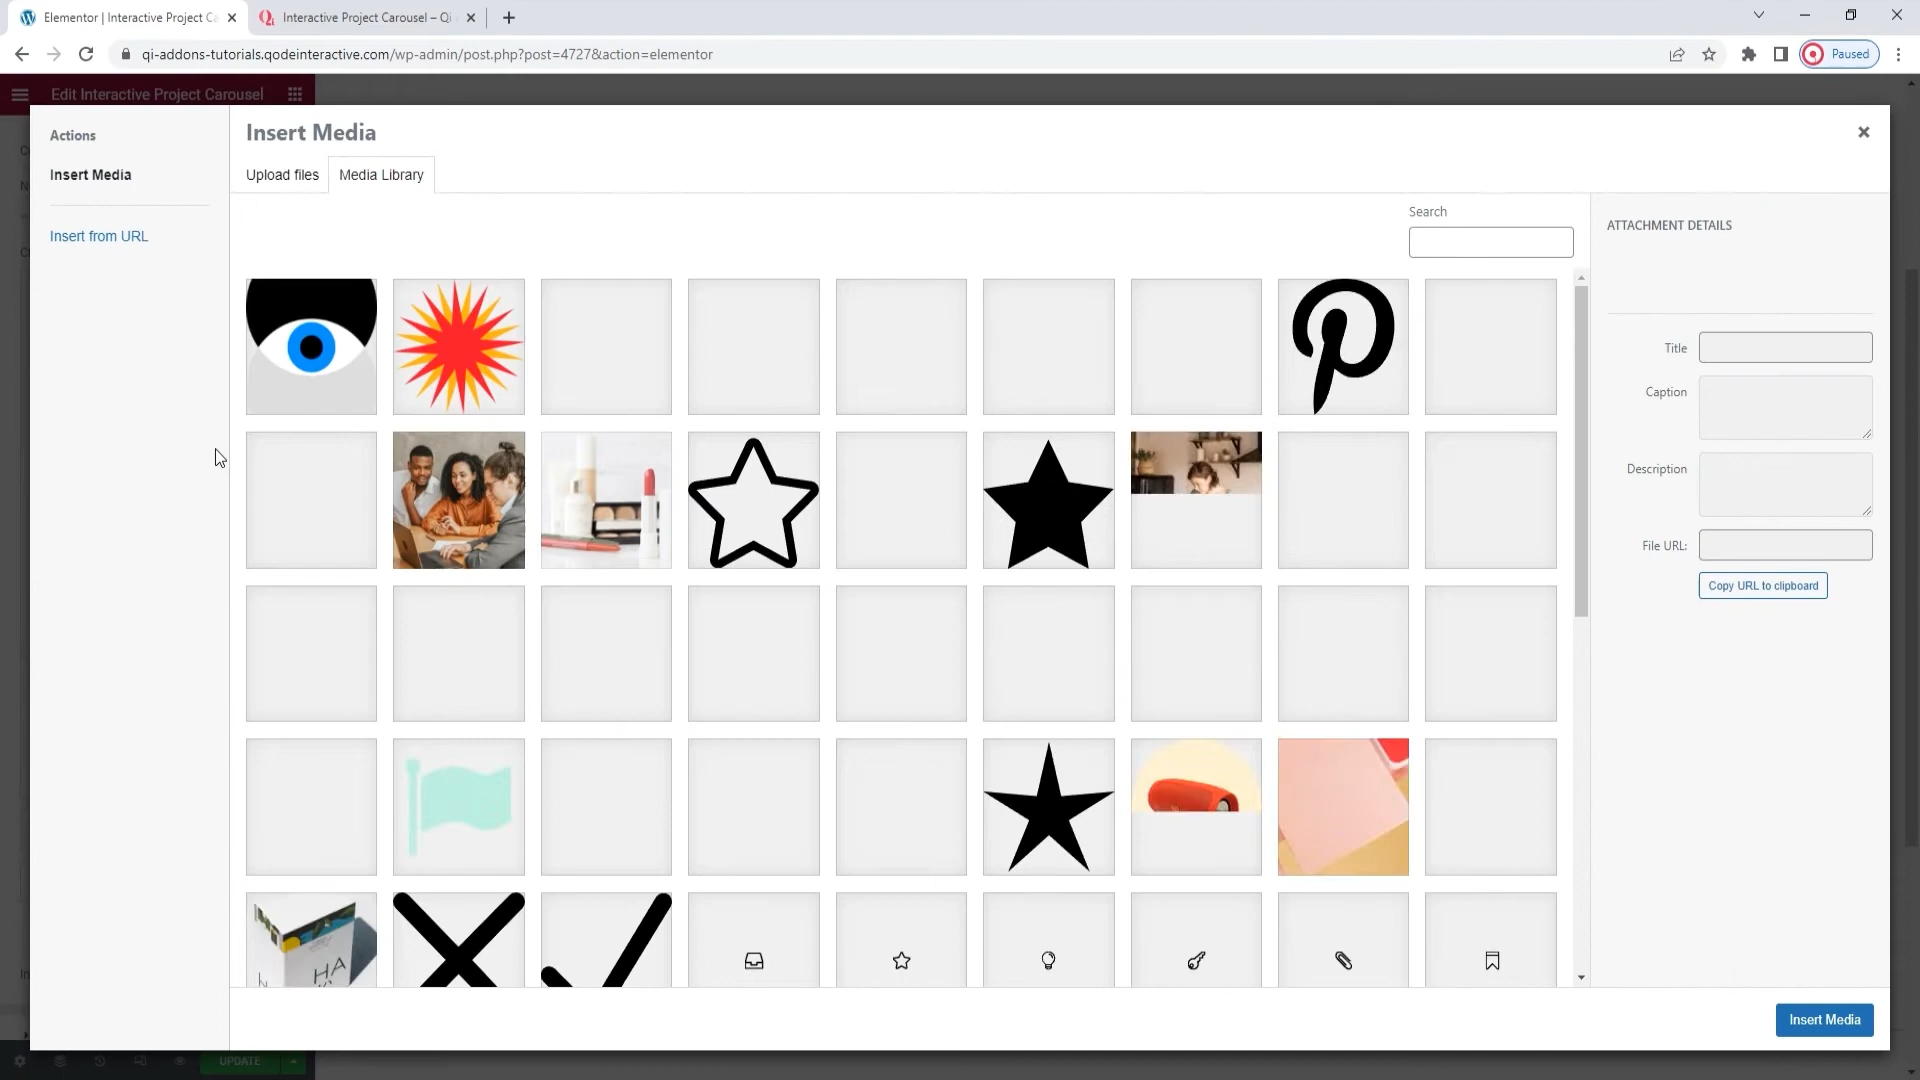 Elementor | Interactive Project Ca
Interactive Project Carousel – Qi
qi-addons-tutorials.qodeinteractive.com/wp-admin/post.php?post=4727&action=elementor
Paused
Edit Interactive Project Carousel
Actions
Insert Media
Insert from URL
Insert Media
Upload files
Media Library
Search
ATTACHMENT DETAILS
Title
Caption
Description
File URL:
Copy URL to clipboard
HA
Insert Media
UPDATE